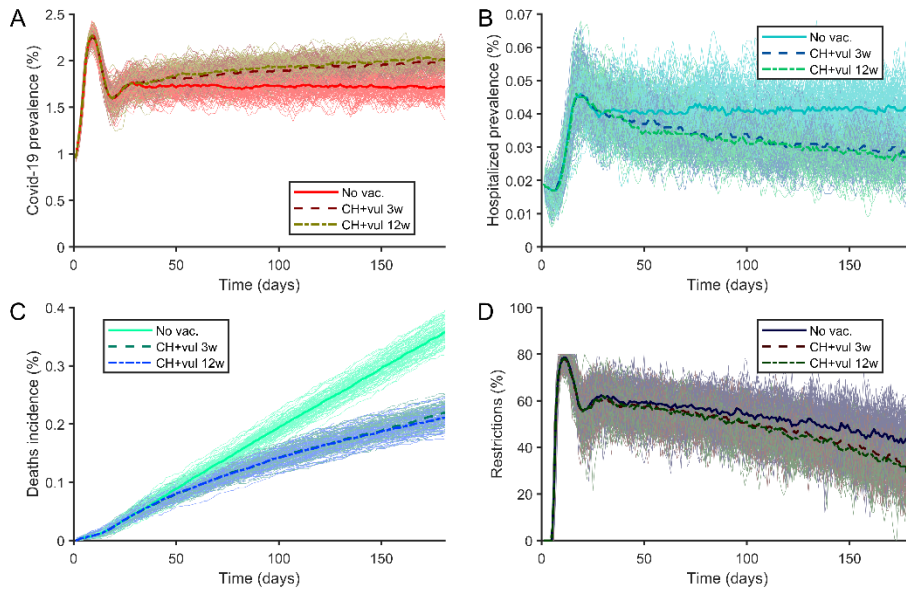 A
Covid-19 prevalence (%)
2.5
2
1.5
1
0.5
0
0
50
100
150
Time (days)
No vac.
CH+vul 3w
CH+vul 12w
B
Hospitalized prevalence (%)
0.07
0.06
0.05
0.04
0.03
0.02
0.01
0
0
50
100
150
Time (days)
No vac.
CH+vul 3w
CH+vul 12w
C
Deaths incidence (%)
0.4
0.3
0.2
0.1
0
0
50
100
150
Time (days)
No vac.
CH+vul 3w
CH+vul 12w
D
Restrictions (%)
100
80
60
40
20
0
0
50
100
150
Time (days)
No vac.
CH+vul 3w
CH+vul 12w